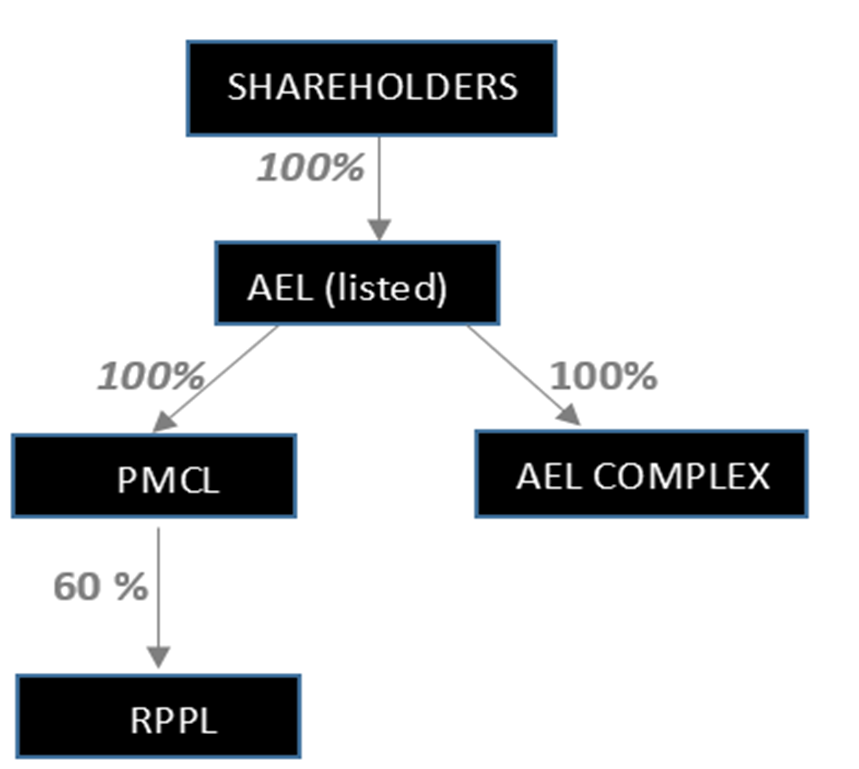 SHAREHOLDERS
100%
AEL (listed)
100%
100%
PMCL
AEL COMPLEX
60 %
RPPL